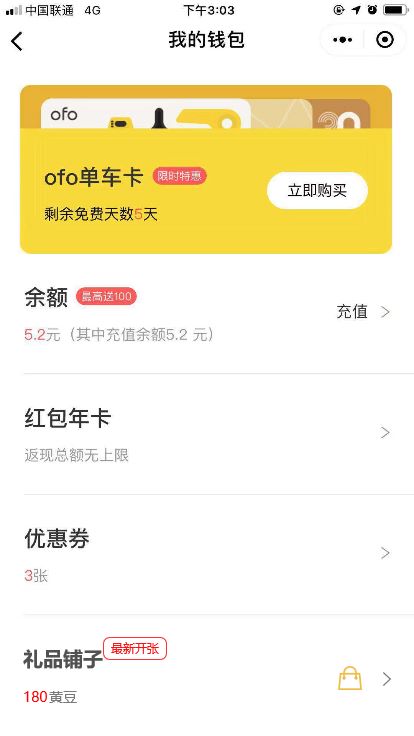 中国联通 4G 下午3:03
我的钱包
ofo
30
ofo单车卡 限时特惠
剩余免费天数5天
立即购买
余额 最高送100
充值
5.2元（其中充值余额5.2 元）
红包年卡
返现总额无上限
优惠券
3张
礼品铺子 最新开张
180黄豆